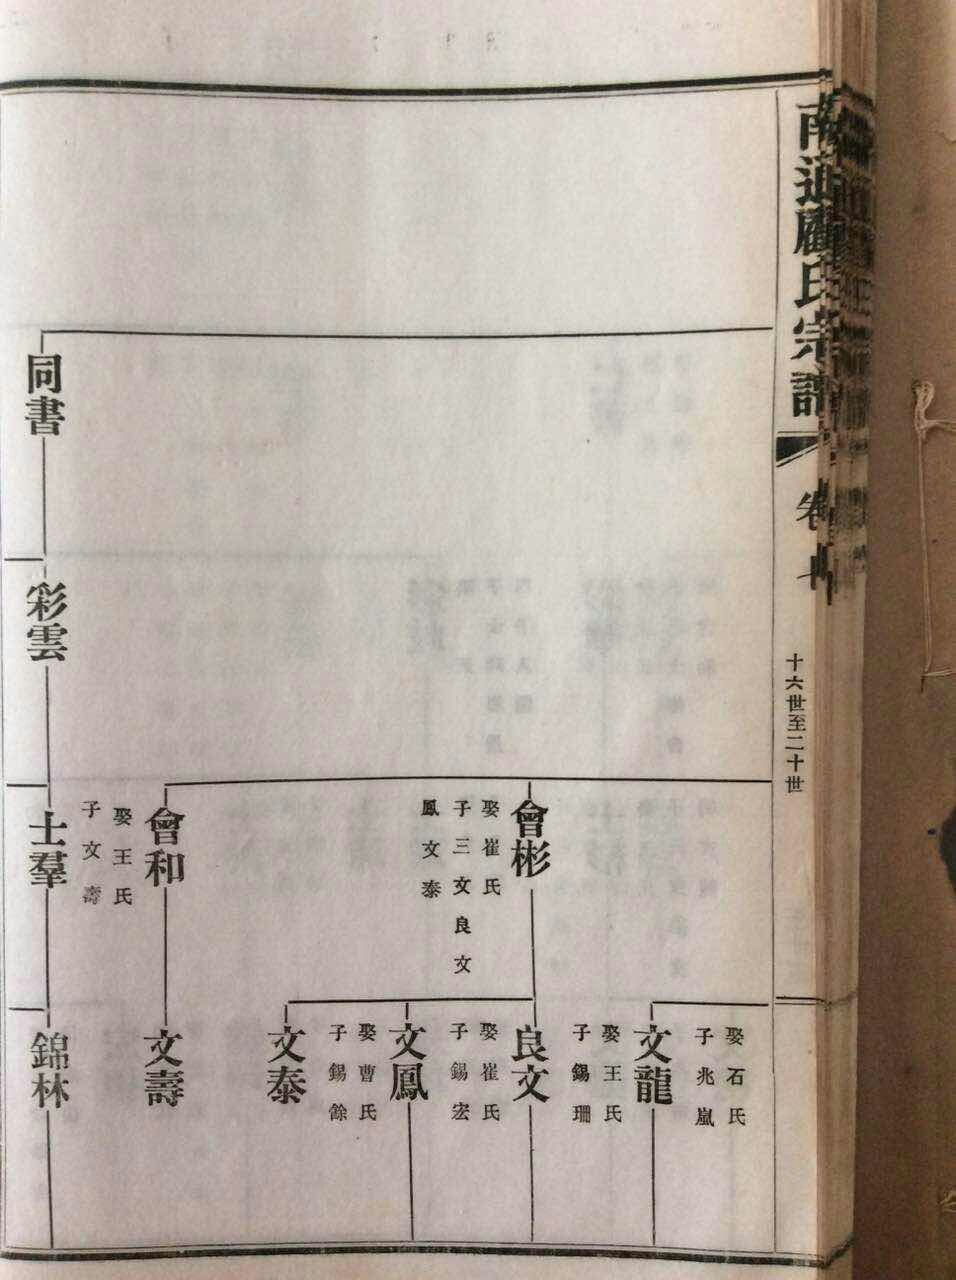 南通顧氏宗譜
卷
十六世至二十世
同書
彩雲
會彬
娶崔氏
子三文良文
鳳文泰
會和
娶王氏
子文壽
士羣
娶石氏
子兆嵐
文龍
娶王氏
子錫珊
良文
娶崔氏
子錫宏
文鳳
娶曹氏
子錫餘
文泰
文壽
錦林